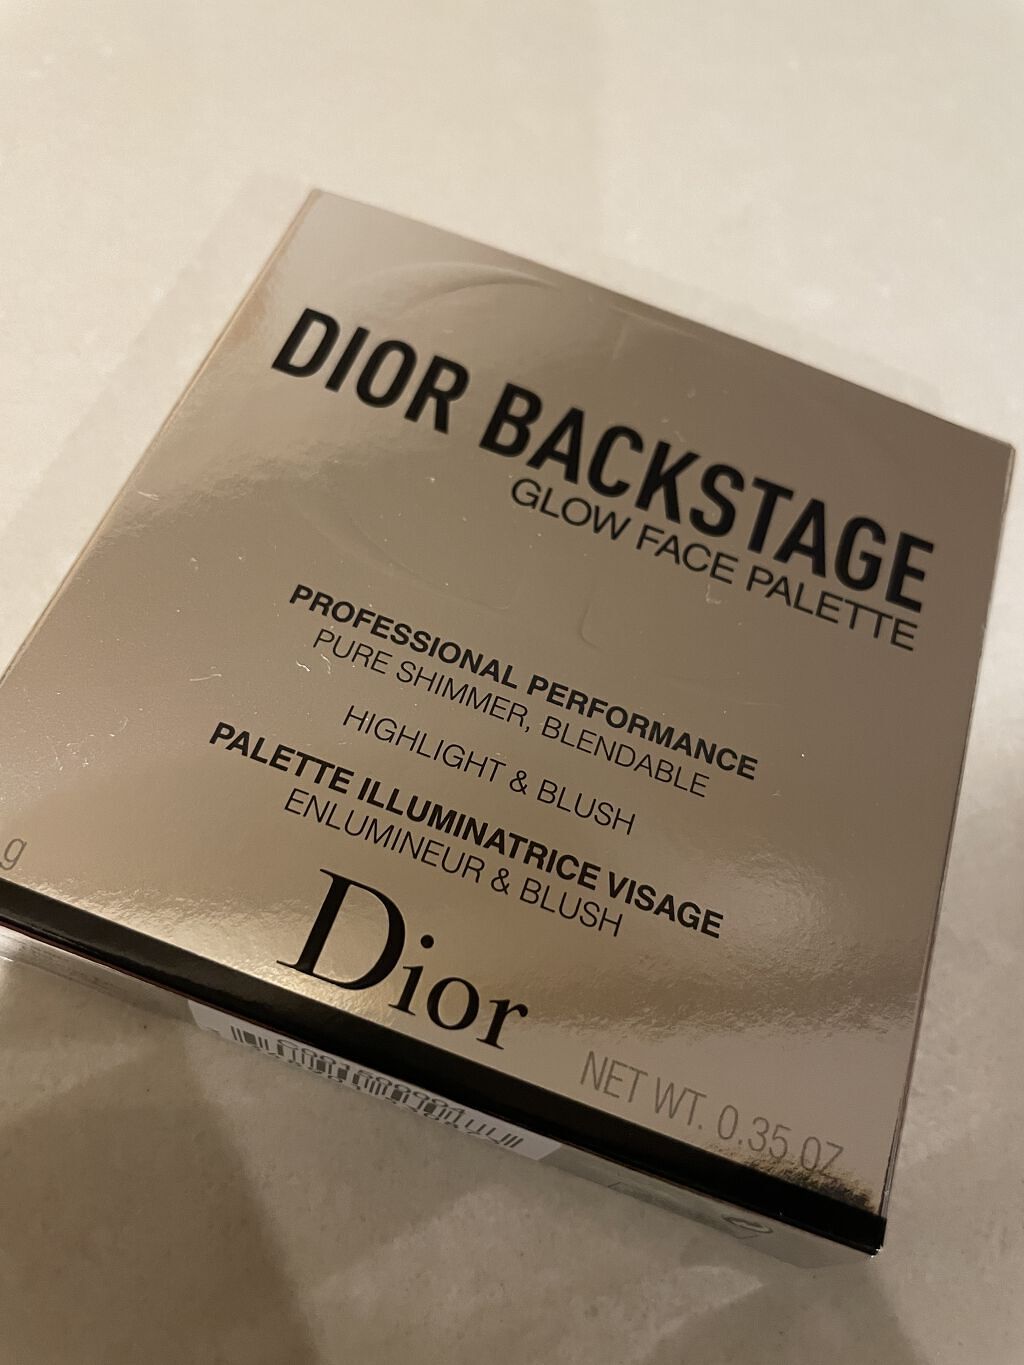 DIOR BACKSTAGE
GLOW FACE PALETTE
PROFESSIONAL PERFORMANCE
PURE SHIMMER, BLENDABLE
HIGHLIGHT & BLUSH
PALETTE ILLUMINATRICE VISAGE
ENLUMINEUR & BLUSH
g
Dior
NET WT. 0.35 OZ